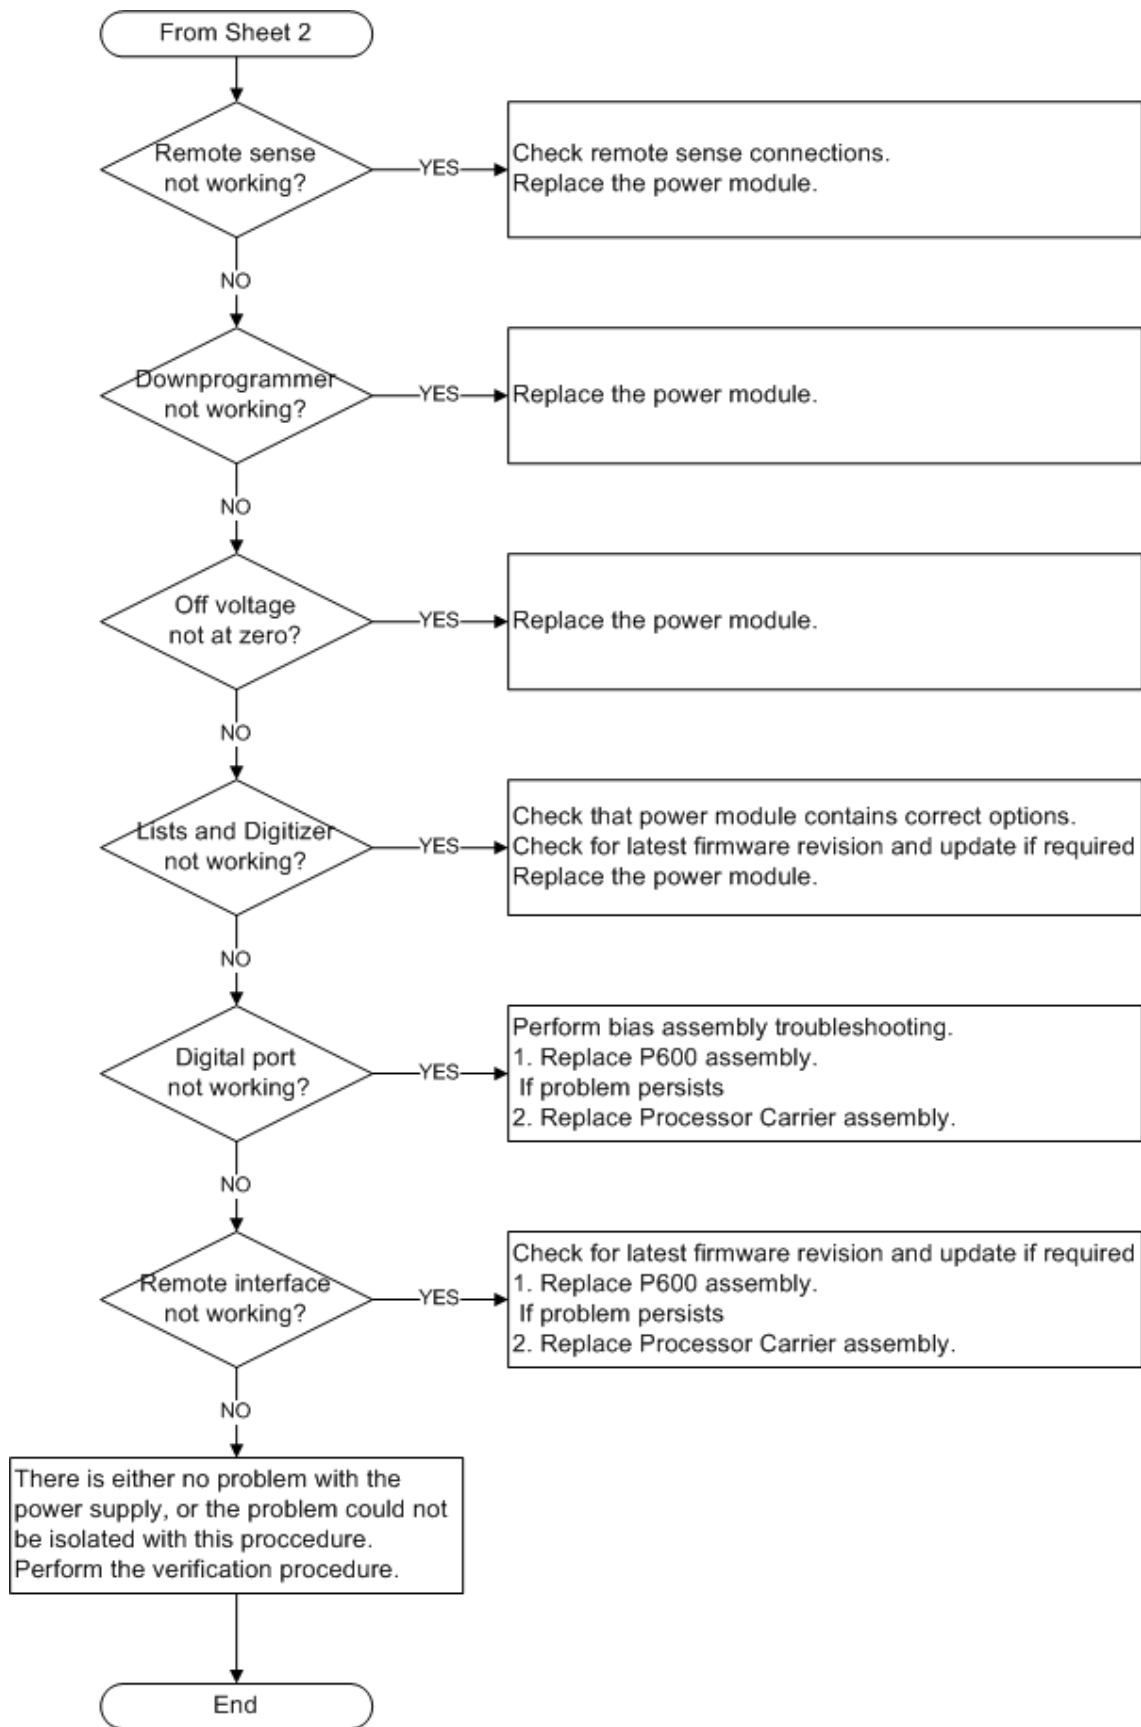 From Sheet 2
Remote sense
not working?
YES
Check remote sense connections.
Replace the power module.
NO
Downprogrammer
not working?
YES
Replace the power module.
NO
Off voltage
not at zero?
YES
Replace the power module.
NO
Lists and Digitizer
not working?
YES
Check that power module contains correct options.
Check for latest firmware revision and update if required
Replace the power module.
NO
Digital port
not working?
YES
Perform bias assembly troubleshooting.
1. Replace P600 assembly.
If problem persists
2. Replace Processor Carrier assembly.
NO
Remote interface
not working?
YES
Check for latest firmware revision and update if required
1. Replace P600 assembly.
If problem persists
2. Replace Processor Carrier assembly.
NO
There is either no problem with the
power supply, or the problem could not
be isolated with this proccedure.
Perform the verification procedure.
End